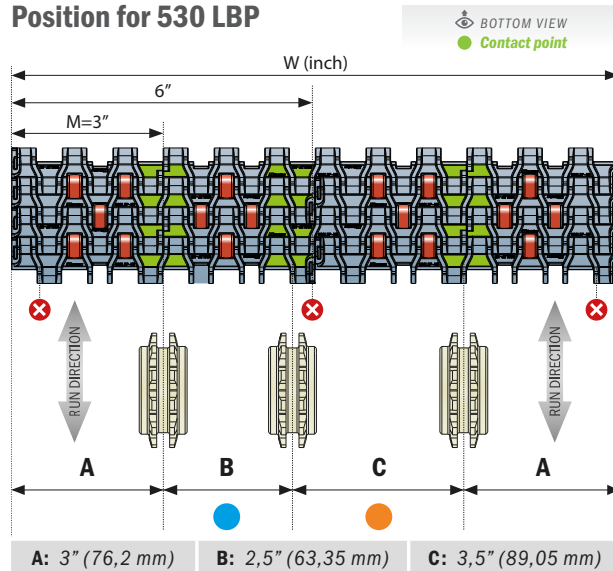 Position for 530 LBP
BOTTOM VIEW
Contact point
W (inch)
6”
M=3”
RUN DIRECTION
RUN DIRECTION
A
B
C
A
A: 3” (76,2 mm)
B: 2,5” (63,35 mm)
C: 3,5” (89,05 mm)